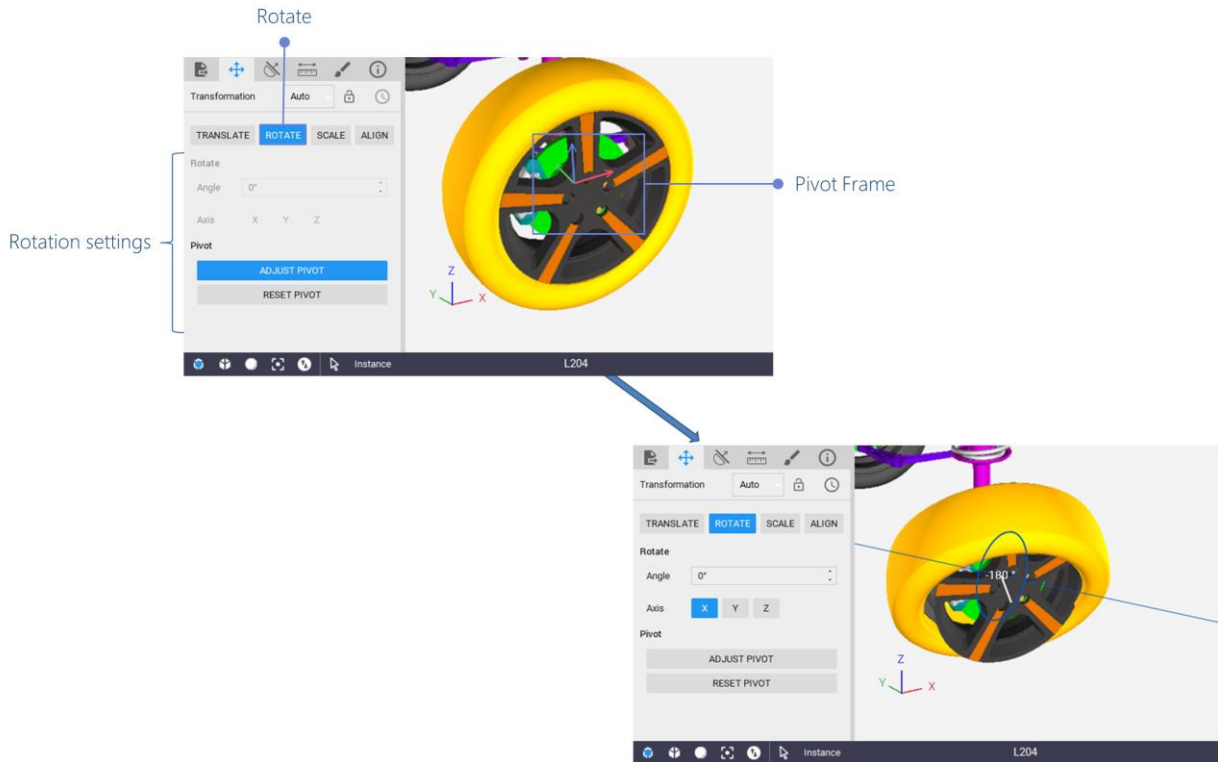 Rotate
Transformation Auto
TRANSLATE ROTATE SCALE ALIGN
Rotate
Angle 0°
Axis X Y Z
Pivot
ADJUST PIVOT
RESET PIVOT
Rotation settings
Pivot Frame
Z
Y X
Instance L204
Transformation Auto
TRANSLATE ROTATE SCALE ALIGN
Rotate
Angle 0°
Axis X Y Z
Pivot
ADJUST PIVOT
RESET PIVOT
-180 °
Z
Y X
Instance L204